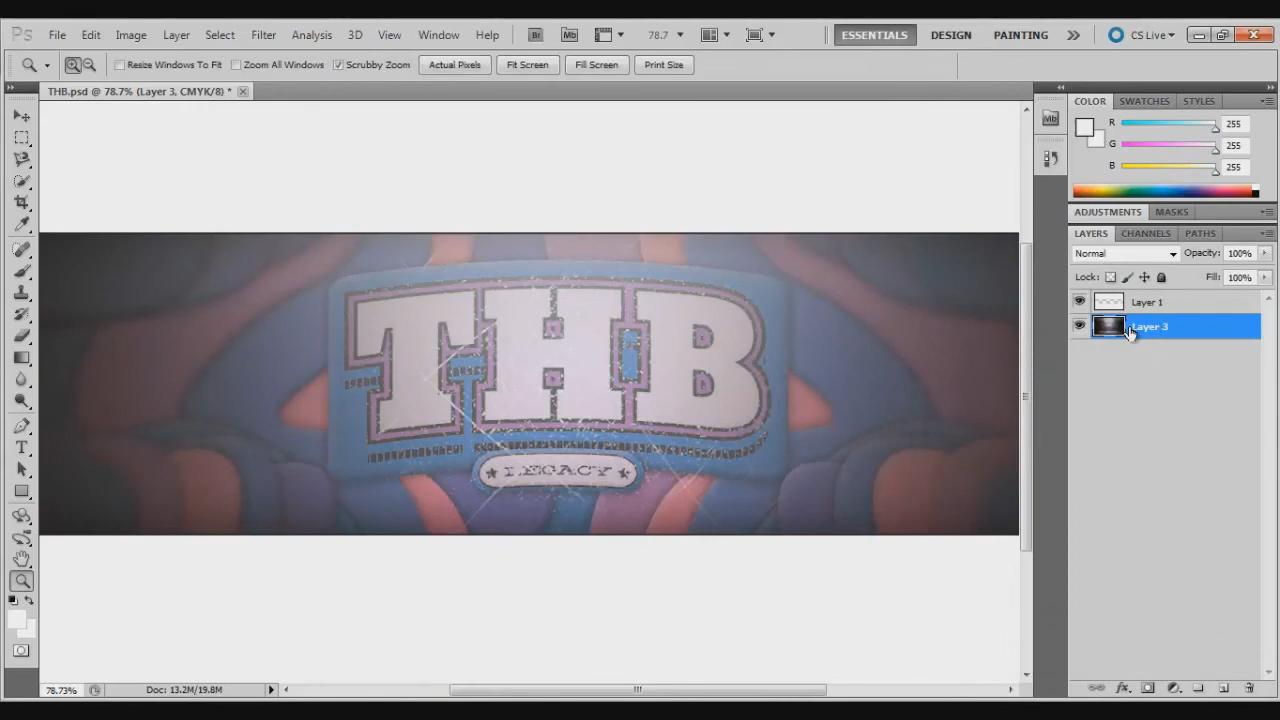 Ps File Edit Image Layer Select Filter Analysis 3D View Window Help Br Mb 78.7 ESSENTIALS DESIGN PAINTING CS Live
Resize Windows To Fit Zoom All Windows Scrubby Zoom Actual Pixels Fit Screen Fill Screen Print Size
THB.psd @ 78.7% (Layer 3, CMYK/8) *
Mb
COLOR SWATCHES STYLES
R 255
G 255
B 255
ADJUSTMENTS MASKS
LAYERS CHANNELS PATHS
Normal Opacity: 100%
Lock: Fill: 100%
Layer 1
Layer 3
THB
LEGACY
78.73% Doc: 13.2M/19.8M